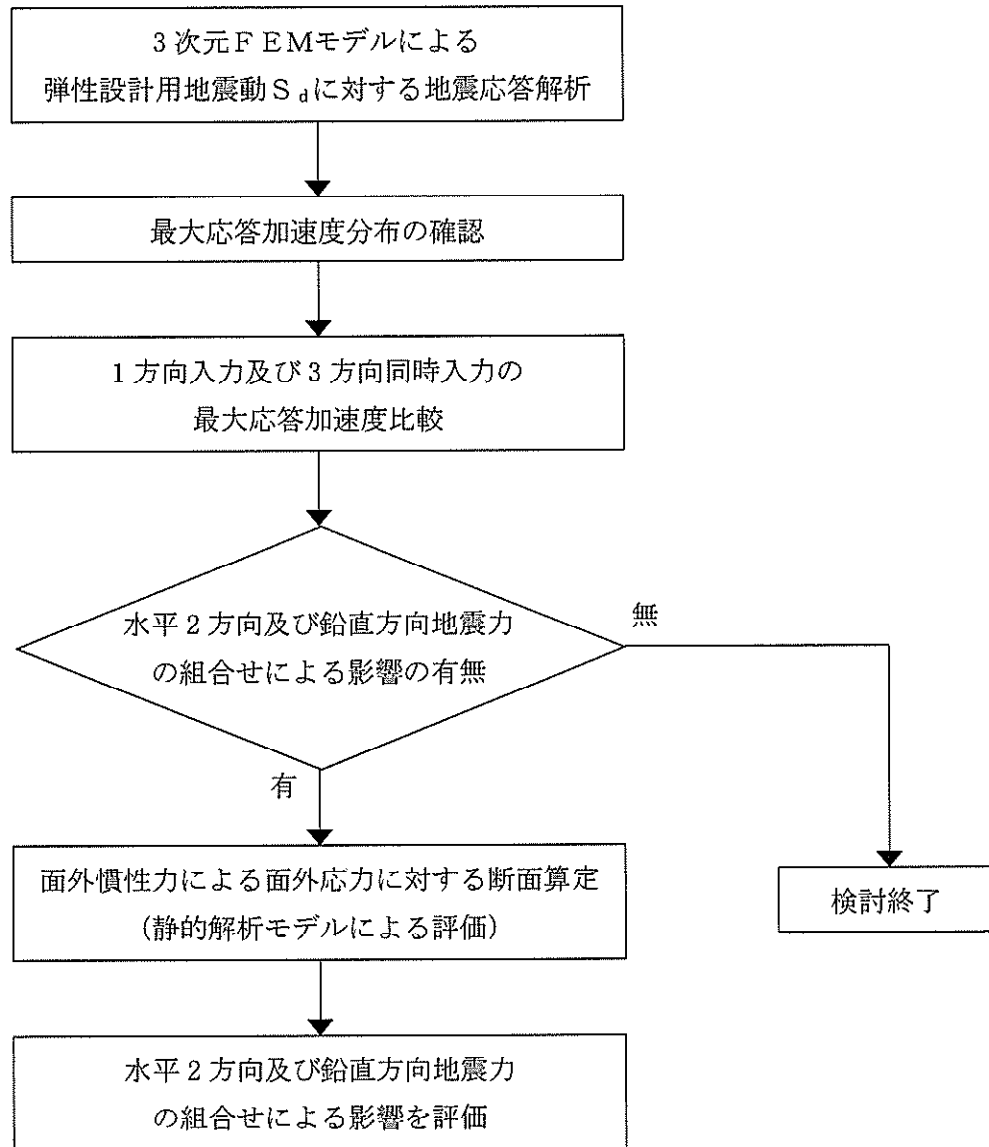 3次元FEMモデルによる
弾性設計用地震動Sdに対する地震応答解析
最大応答加速度分布の確認
1方向入力及び3方向同時入力の
最大応答加速度比較
水平2方向及び鉛直方向地震力
の組合せによる影響の有無
無
有
面外慣性力による面外応力に対する断面算定
(静的解析モデルによる評価)
検討終了
水平2方向及び鉛直方向地震力
の組合せによる影響を評価